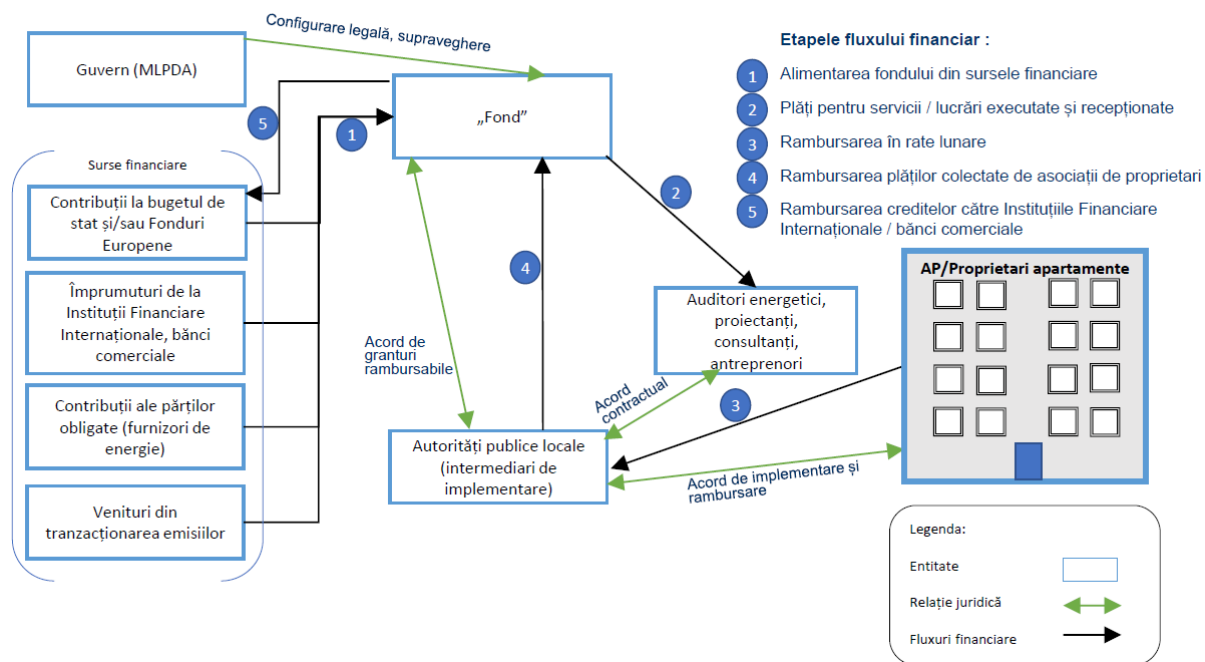 Configurare legală, supraveghere
Guvern (MLPDA)
„Fond”
Etapele fluxului financiar :
1 Alimentarea fondului din sursele financiare
2 Plăți pentru servicii / lucrări executate și recepționate
3 Rambursarea în rate lunare
4 Rambursarea plăților colectate de asociații de proprietari
5 Rambursarea creditelor către Instituțiile Financiare
Internaționale / bănci comerciale
5
1
2
4
3
Surse financiare
Contribuții la bugetul de
stat și/sau Fonduri
Europene
Împrumuturi de la
Instituții Financiare
Internaționale, bănci
comerciale
Contribuții ale părților
obligate (furnizori de
energie)
Venituri din
tranzacționarea emisiilor
Acord de
granturi
rambursabile
Auditori energetici,
proiectanți,
consultanți,
antreprenori
Acord
contractual
Autorități publice locale
(intermediari de
implementare)
Acord de implementare și
rambursare
AP/Proprietari apartamente
Legenda:
Entitate
Relație juridică
Fluxuri financiare